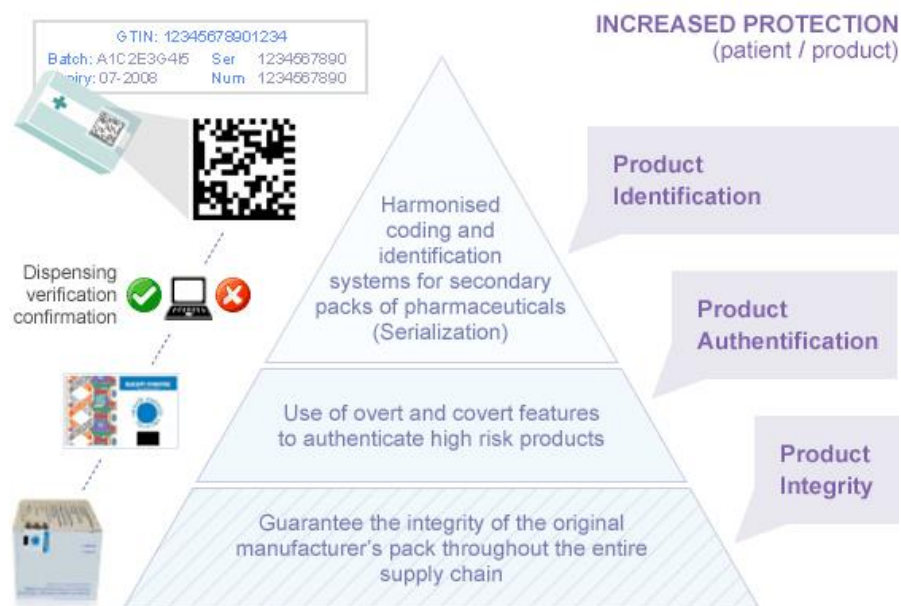 GTIN: 12345678901234
Batch: A1C2E3G4I5 Ser 1234567890
piry: 07-2008 Num 1234567890
INCREASED PROTECTION
(patient / product)
Product
Identification
Harmonised
coding and
identification
systems for secondary
packs of pharmaceuticals
(Serialization)
Dispensing
verification
confirmation
Product
Authentification
Use of overt and covert features
to authenticate high risk products
Product
Integrity
Guarantee the integrity of the original
manufacturer's pack throughout the entire
supply chain